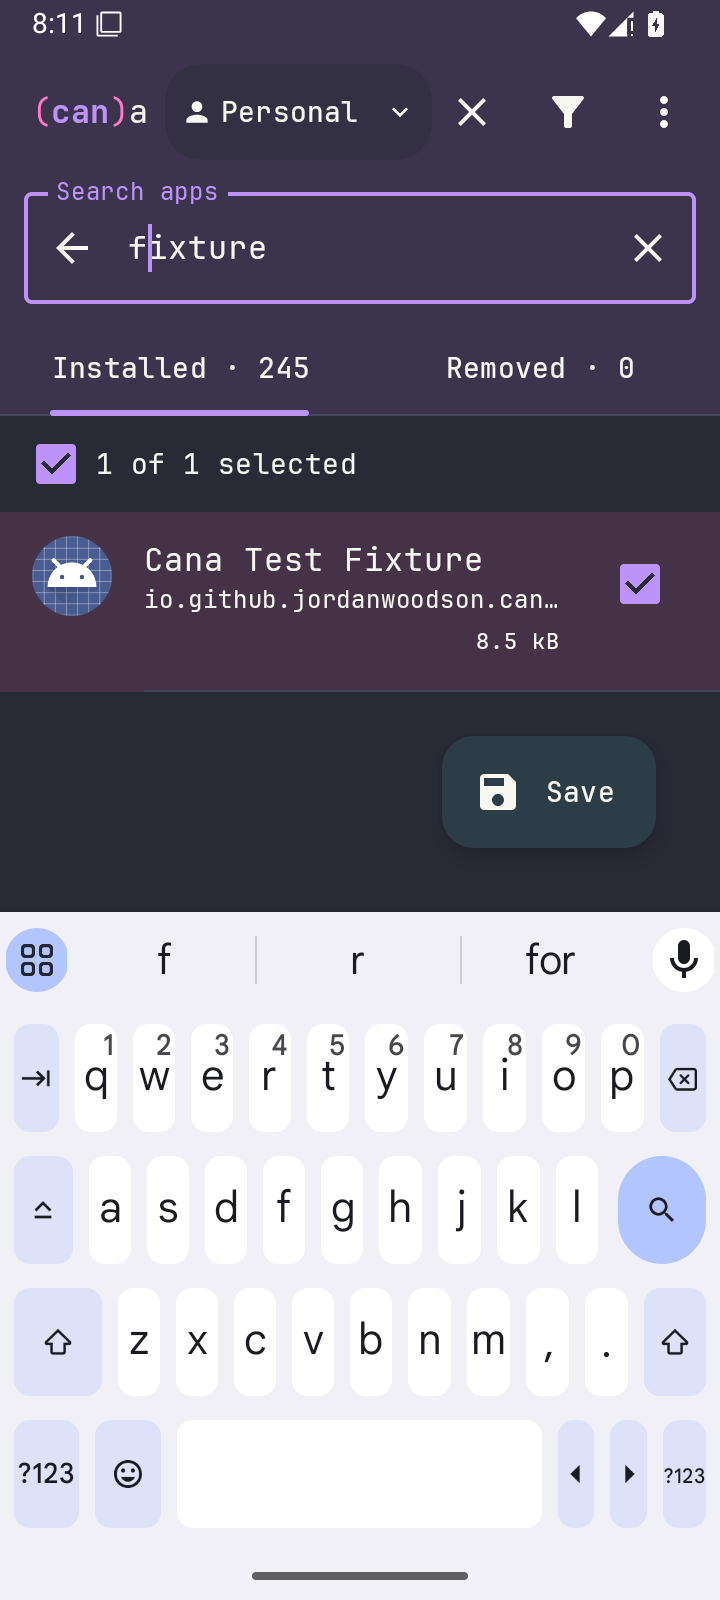 8:11
(can)a Personal
Search apps
fixture
Installed · 245 Removed · 0
1 of 1 selected
Cana Test Fixture
io.github.jordanwoodson.can…
8.5 kB
Save
f r for
1 2 3 4 5 6 7 8 9 0
q w e r t y u i o p
a s d f g h j k l
z x c v b n m , .
?123 ?123